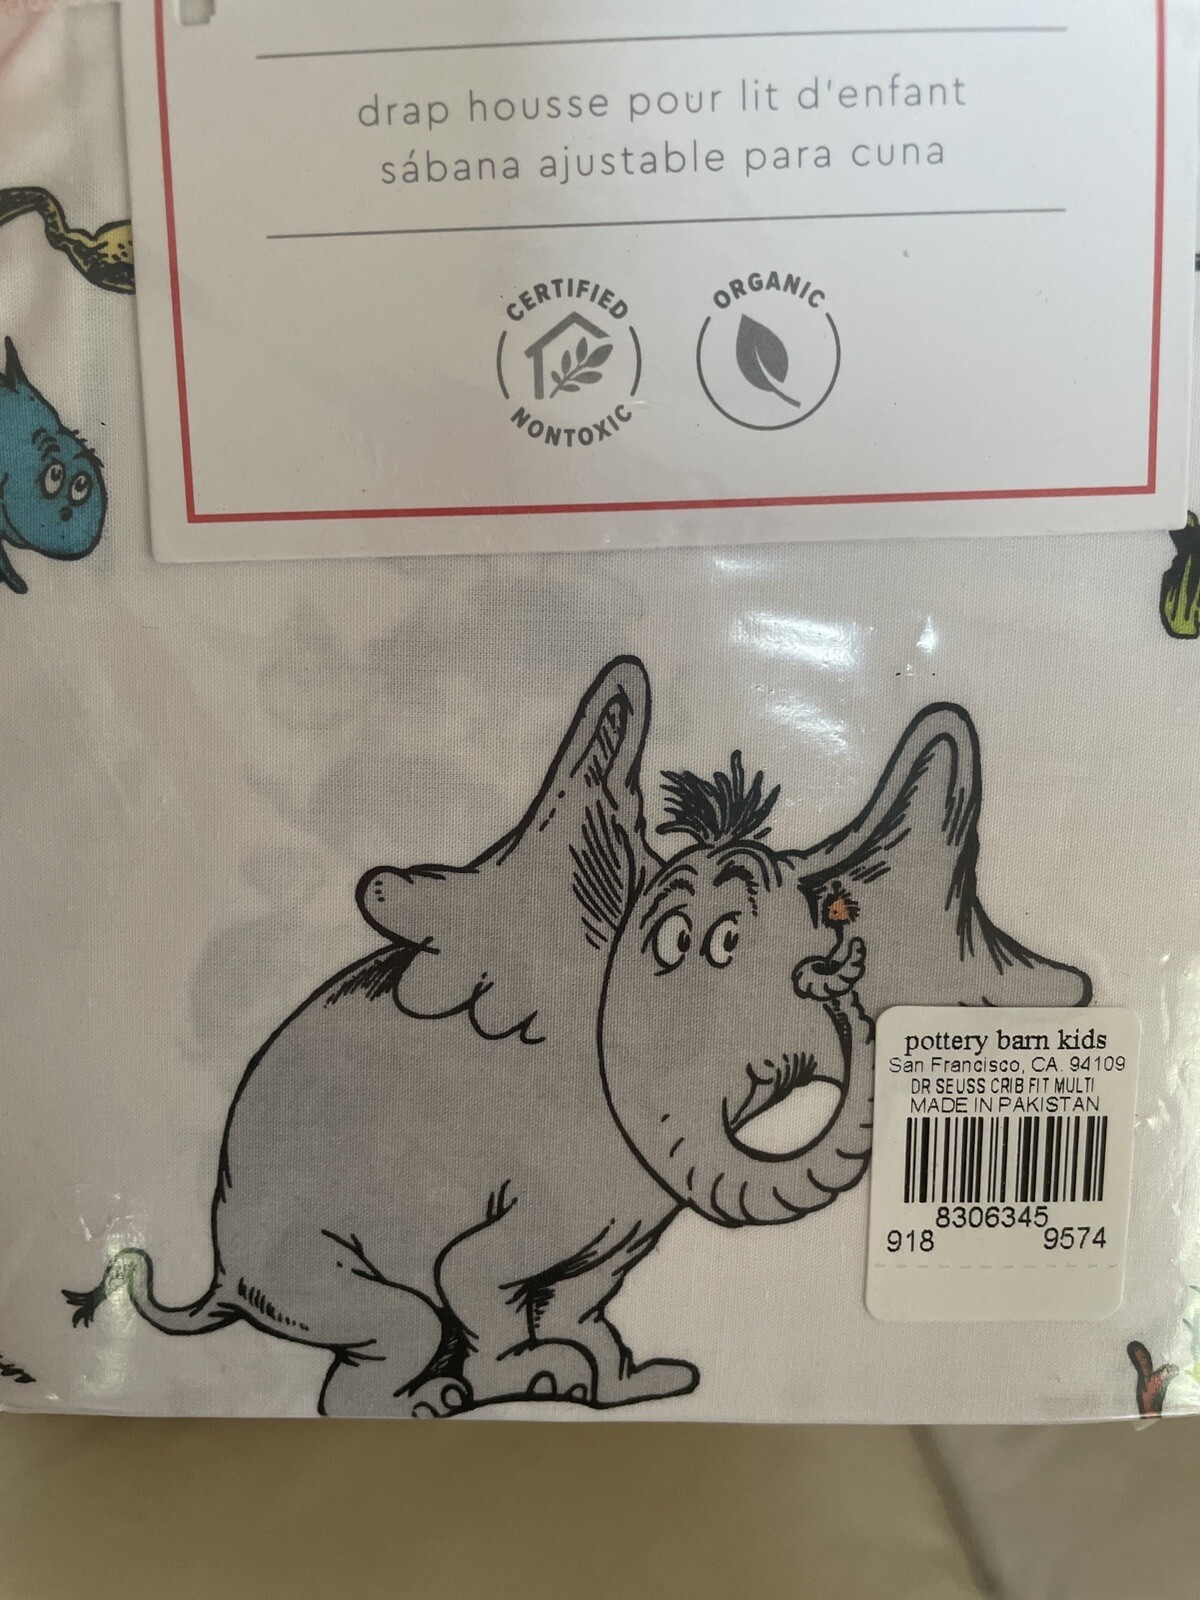 drap housse pour lit d'enfant
sábana ajustable para cuna
CERTIFIED
NONTOXIC
ORGANIC
pottery barn kids
San Francisco, CA. 94109
DR SEUSS CRIB FIT MULTI
MADE IN PAKISTAN
8306345
918 9574